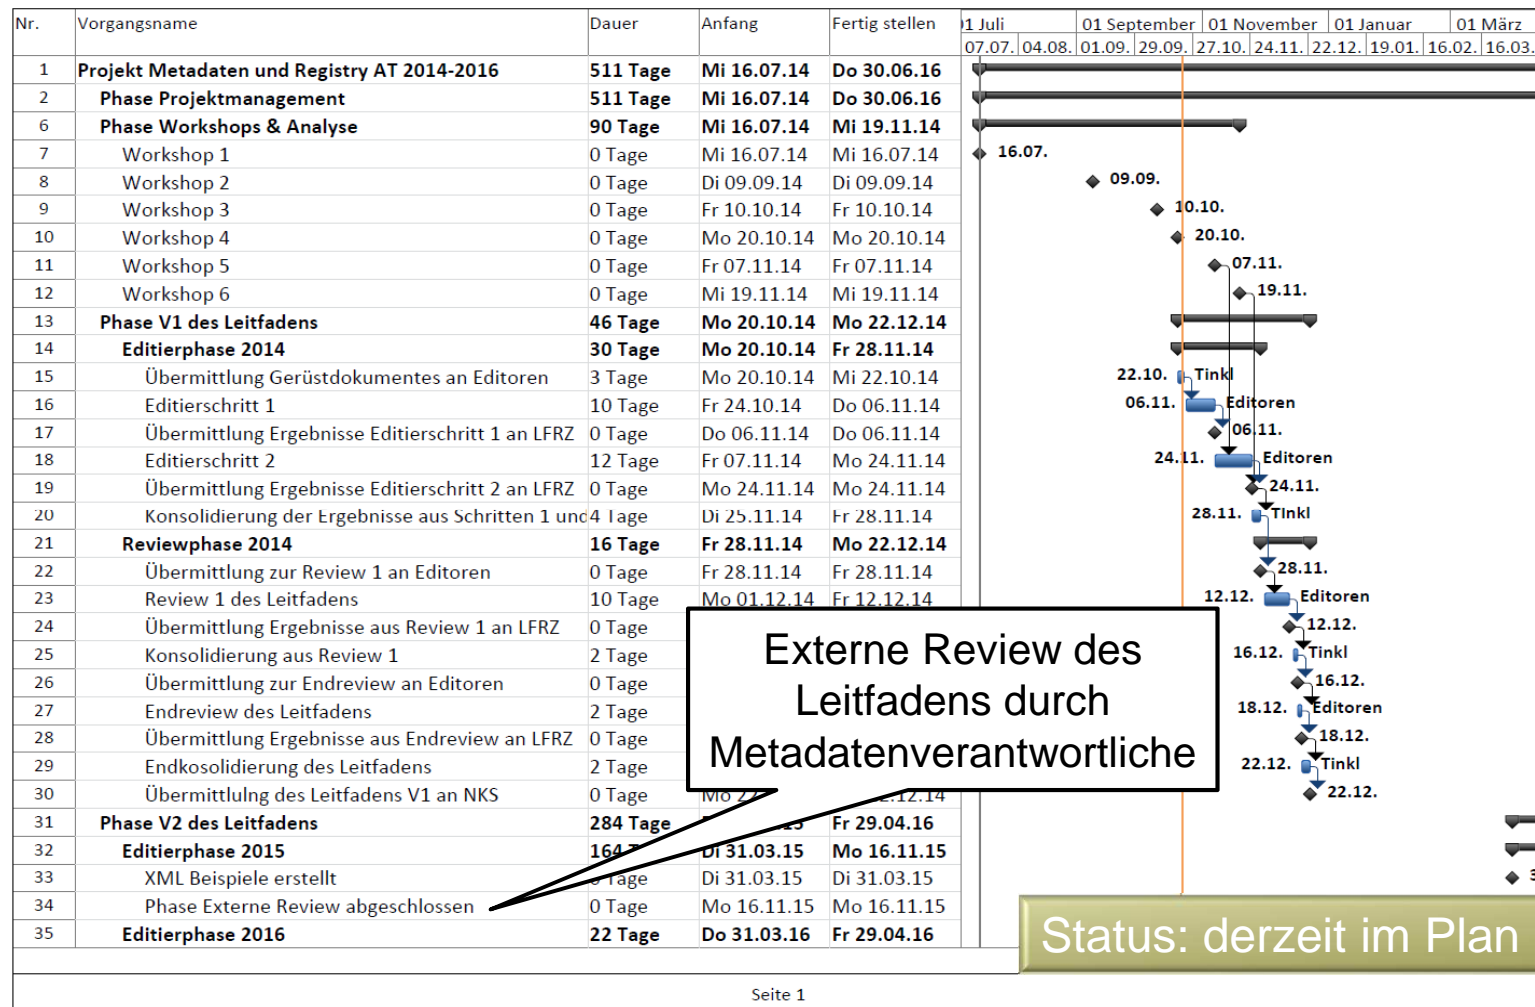 Nr. Vorgangsname Dauer Anfang Fertig stellen 01 Juli 01 September 01 November 01 Januar 01 März
07.07. 04.08. 01.09. 29.09. 27.10. 24.11. 22.12. 19.01. 16.02. 16.03.
1 Projekt Metadaten und Registry AT 2014-2016 511 Tage Mi 16.07.14 Do 30.06.16
2 Phase Projektmanagement 511 Tage Mi 16.07.14 Do 30.06.16
6 Phase Workshops & Analyse 90 Tage Mi 16.07.14 Mi 19.11.14
7 Workshop 1 0 Tage Mi 16.07.14 Mi 16.07.14 16.07.
8 Workshop 2 0 Tage Di 09.09.14 Di 09.09.14 09.09.
9 Workshop 3 0 Tage Fr 10.10.14 Fr 10.10.14 10.10.
10 Workshop 4 0 Tage Mo 20.10.14 Mo 20.10.14 20.10.
11 Workshop 5 0 Tage Fr 07.11.14 Fr 07.11.14 07.11.
12 Workshop 6 0 Tage Mi 19.11.14 Mi 19.11.14 19.11.
13 Phase V1 des Leitfadens 46 Tage Mo 20.10.14 Mo 22.12.14
14 Editierphase 2014 30 Tage Mo 20.10.14 Fr 28.11.14
15 Übermittlung Gerüstdokumentes an Editoren 3 Tage Mo 20.10.14 Mi 22.10.14 22.10. Tinkl
16 Editierschritt 1 10 Tage Fr 24.10.14 Do 06.11.14 06.11. Editoren
17 Übermittlung Ergebnisse Editierschritt 1 an LFRZ 0 Tage Do 06.11.14 Do 06.11.14 06.11.
18 Editierschritt 2 12 Tage Fr 07.11.14 Mo 24.11.14 24.11. Editoren
19 Übermittlung Ergebnisse Editierschritt 2 an LFRZ 0 Tage Mo 24.11.14 Mo 24.11.14 24.11.
20 Konsolidierung der Ergebnisse aus Schritten 1 und 4 Tage Di 25.11.14 Fr 28.11.14 28.11. Tinkl
21 Reviewphase 2014 16 Tage Fr 28.11.14 Mo 22.12.14
22 Übermittlung zur Review 1 an Editoren 0 Tage Fr 28.11.14 Fr 28.11.14 28.11.
23 Review 1 des Leitfadens 10 Tage Mo 01.12.14 Fr 12.12.14 12.12. Editoren
24 Übermittlung Ergebnisse aus Review 1 an LFRZ 0 Tage 12.12.
25 Konsolidierung aus Review 1 2 Tage 16.12. Tinkl
26 Übermittlung zur Endreview an Editoren 0 Tage 16.12.
27 Endreview des Leitfadens 2 Tage 18.12. Editoren
28 Übermittlung Ergebnisse aus Endreview an LFRZ 0 Tage 18.12.
29 Endkosolidierung des Leitfadens 2 Tage 22.12. Tinkl
30 Übermittlulng des Leitfadens V1 an NKS 0 Tage 22.12.
31 Phase V2 des Leitfadens 284 Tage Fr 29.04.16
32 Editierphase 2015 164 Tage Di 31.03.15 Mo 16.11.15
33 XML Beispiele erstellt Tage Di 31.03.15 Di 31.03.15
34 Phase Externe Review abgeschlossen 0 Tage Mo 16.11.15 Mo 16.11.15
35 Editierphase 2016 22 Tage Do 31.03.16 Fr 29.04.16
Externe Review des
Leitfadens durch
Metadatenverantwortliche
Status: derzeit im Plan
Seite 1